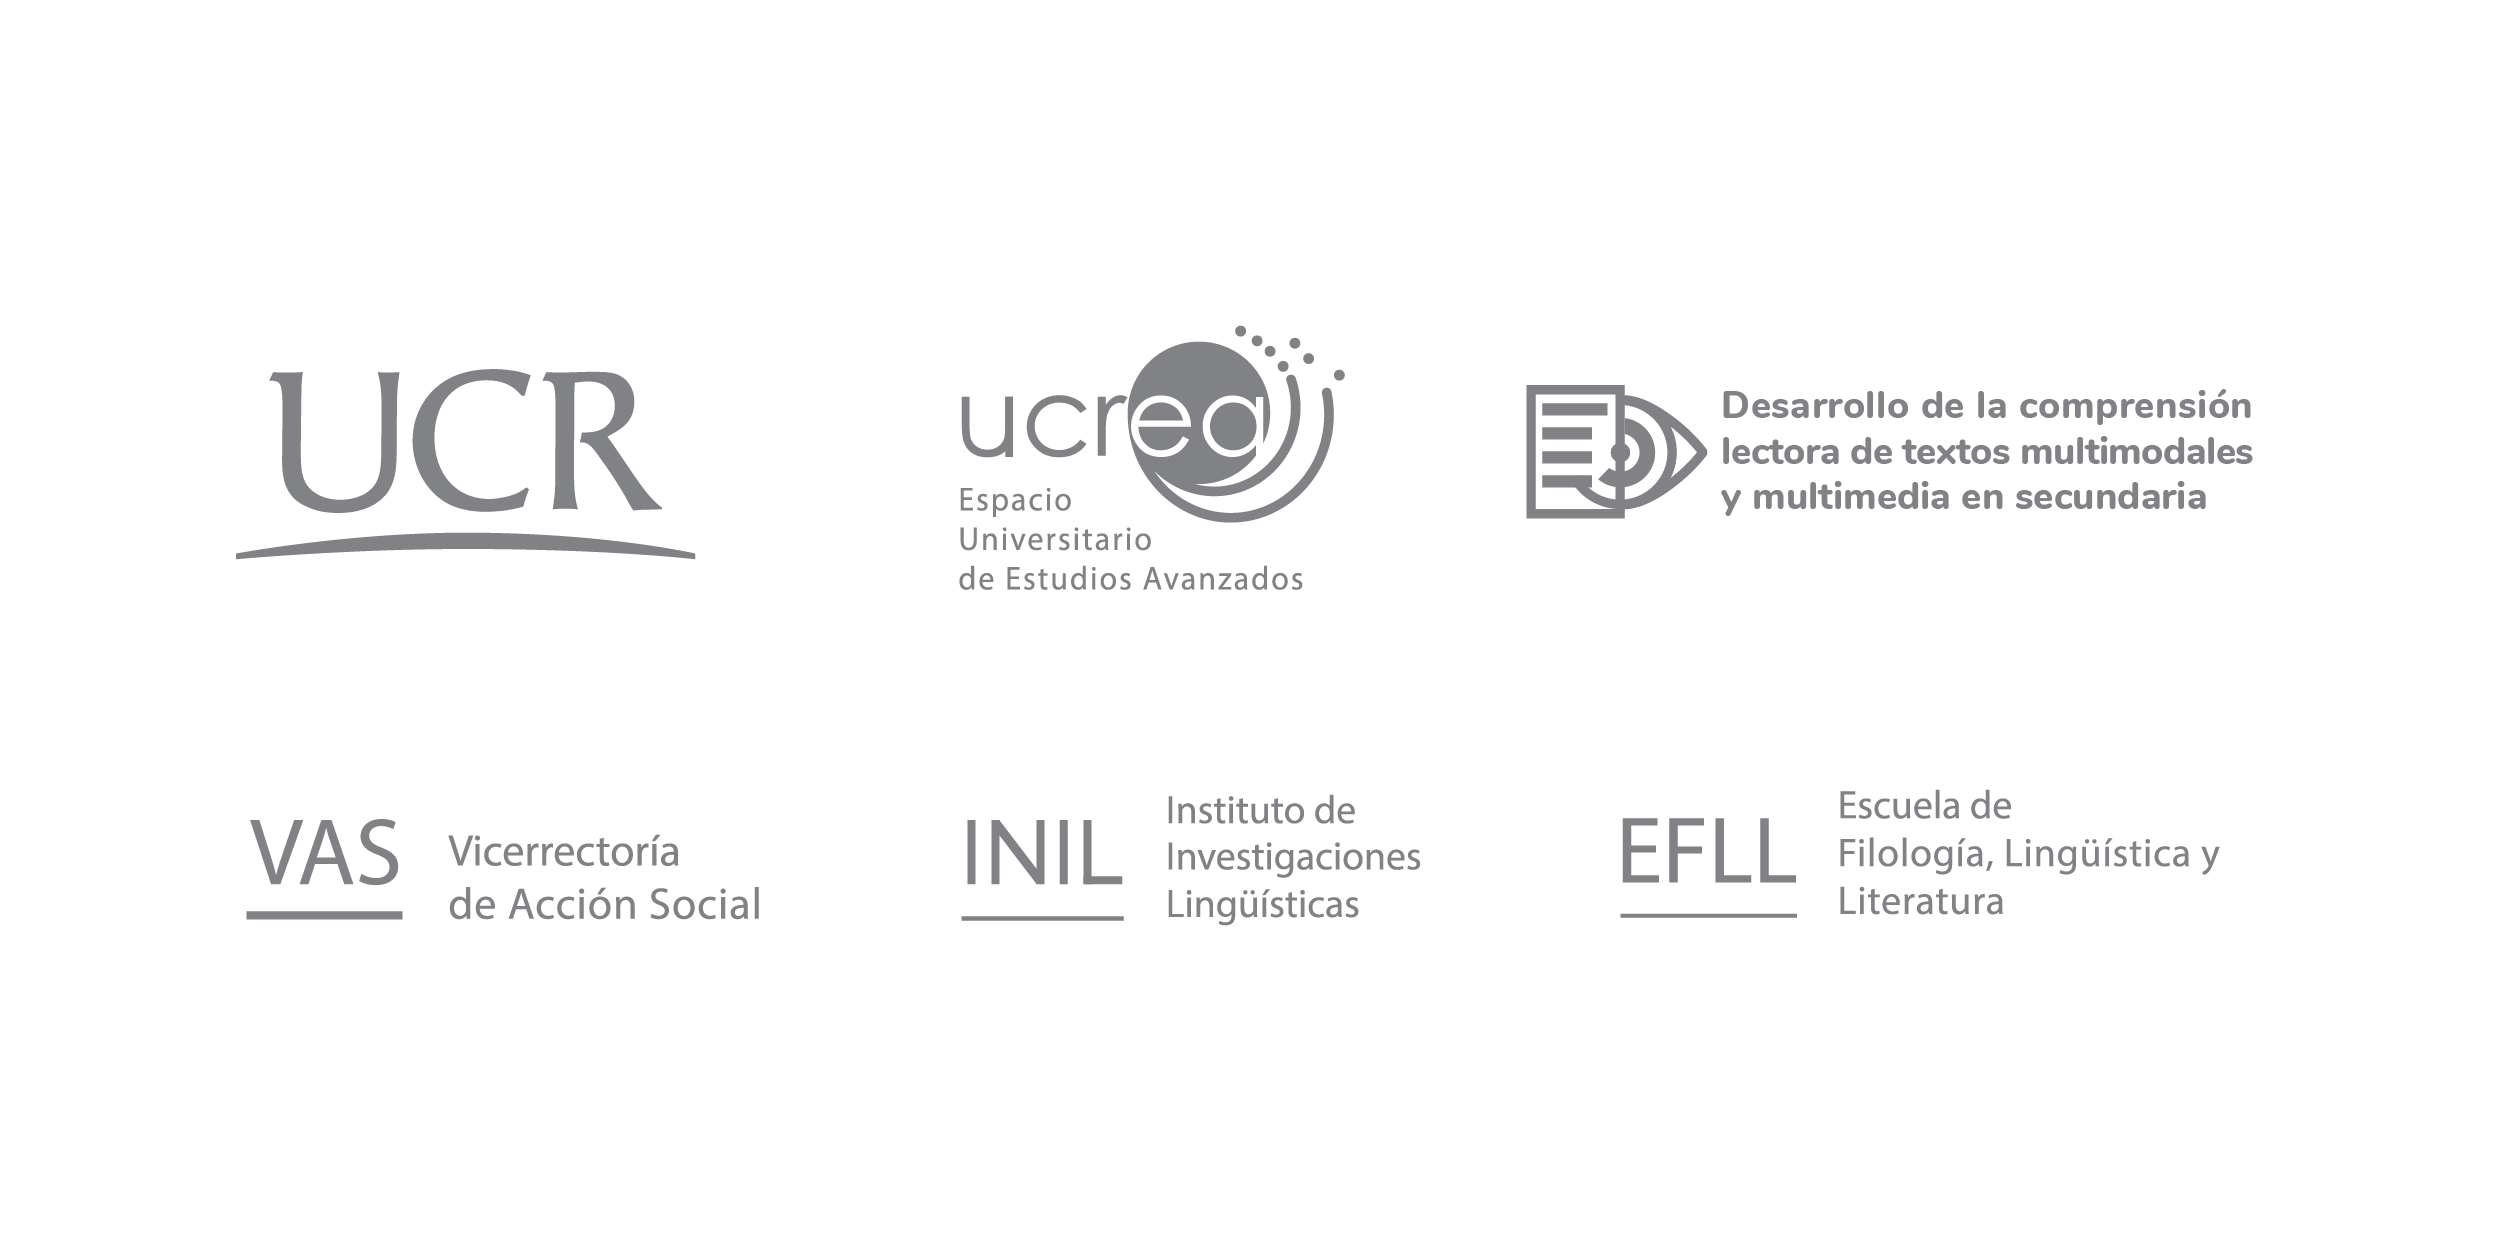 UCR
ucrea
Espacio
Universitario
de Estudios Avanzados
Desarrollo de la comprensión
lectora de textos multimodales
y multimedia en secundaria
VAS
Vicerrectoría
de Acción Social
INIL
Instituto de
Investigaciones
Lingüísticas
EFLL
Escuela de
Filología, Lingüística y
Literatura